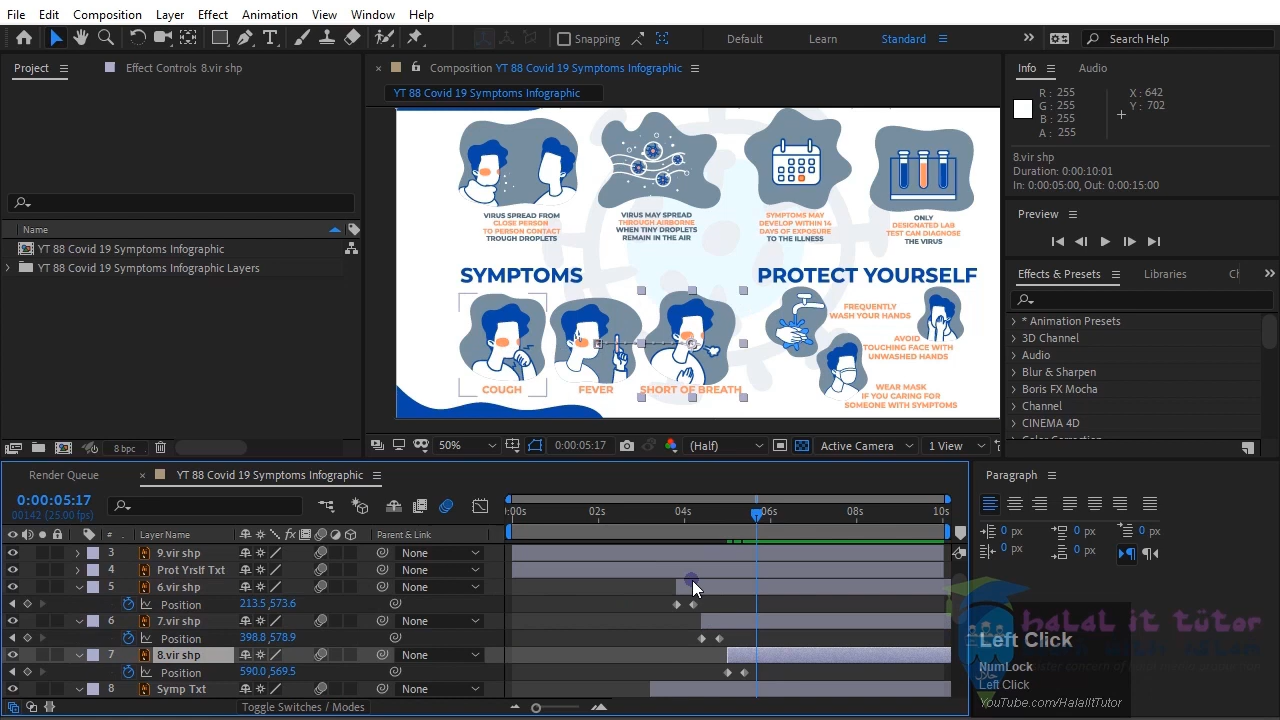 File Edit Composition Layer Effect Animation View Window Help
Snapping Default Learn Standard Search Help
Project Effect Controls 8.vir shp
Composition YT 88 Covid 19 Symptoms Infographic
YT 88 Covid 19 Symptoms Infographic
Info Audio
R: 255
G: 255
B: 255
A: 255
X: 642
Y: 702
8.vir shp
Duration: 0:00:10:01
In: 0:00:05:00, Out: 0:00:15:00
Preview
Effects & Presets Libraries
* Animation Presets
3D Channel
Audio
Blur & Sharpen
Boris FX Mocha
Channel
CINEMA 4D
Name
YT 88 Covid 19 Symptoms Infographic
YT 88 Covid 19 Symptoms Infographic Layers
8 bpc
VIRUS SPREAD FROM
CLOSE PERSON
TO PERSON CONTACT
TROUGH DROPLETS
VIRUS MAY SPREAD
THROUGH AIRBORNE
WHEN TINY DROPLETS
REMAIN IN THE AIR
SYMPTOMS MAY
DEVELOP WITHIN 14
DAYS OF EXPOSURE
TO THE ILLNESS
ONLY
DESIGNATED LAB
TEST CAN DIAGNOSE
THE VIRUS
SYMPTOMS
PROTECT YOURSELF
COUGH
FEVER
SHORT OF BREATH
FREQUENTLY
WASH YOUR HANDS
AVOID
TOUCHING FACE WITH
UNWASHED HANDS
WEAR MASK
IF YOU CARING FOR
SOMEONE WITH SYMPTOMS
50% 0:00:05:17 (Half) Active Camera 1 View
Render Queue YT 88 Covid 19 Symptoms Infographic
0:00:05:17
00142 (25.00 fps)
:00s 02s 04s 06s 08s 10s
# Layer Name Parent & Link
3 9.vir shp None
4 Prot Yrslf Txt None
5 6.vir shp None
Position 213.5,573.6
6 7.vir shp None
Position 398.8,578.9
7 8.vir shp None
Position 590.0,569.5
8 Symp Txt None
Toggle Switches / Modes
Paragraph
0 px 0 px 0 px
0 px 0 px
halal it tutor
Left Click
NumLock
Left Click
YouTube.com/HalalItTutor